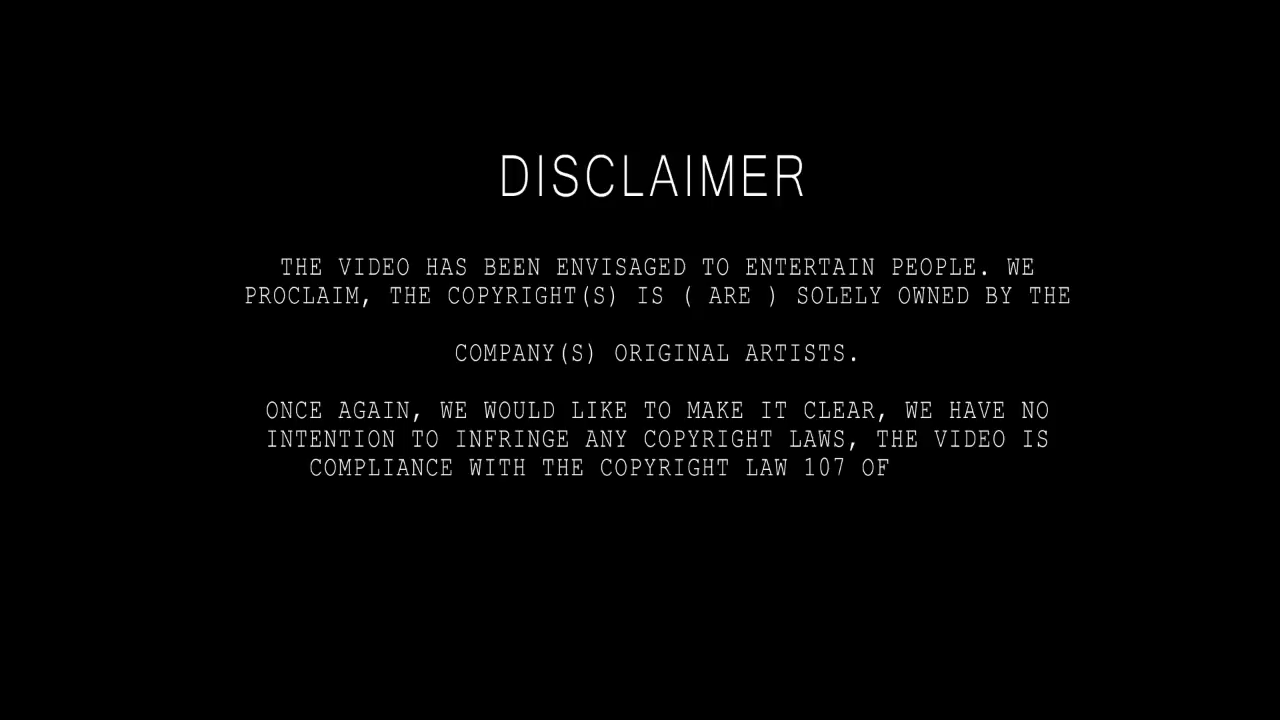 DISCLAIMER
THE VIDEO HAS BEEN ENVISAGED TO ENTERTAIN PEOPLE. WE
PROCLAIM, THE COPYRIGHT(S) IS ( ARE ) SOLELY OWNED BY THE
COMPANY(S) ORIGINAL ARTISTS.
ONCE AGAIN, WE WOULD LIKE TO MAKE IT CLEAR, WE HAVE NO
INTENTION TO INFRINGE ANY COPYRIGHT LAWS, THE VIDEO IS
COMPLIANCE WITH THE COPYRIGHT LAW 107 OF